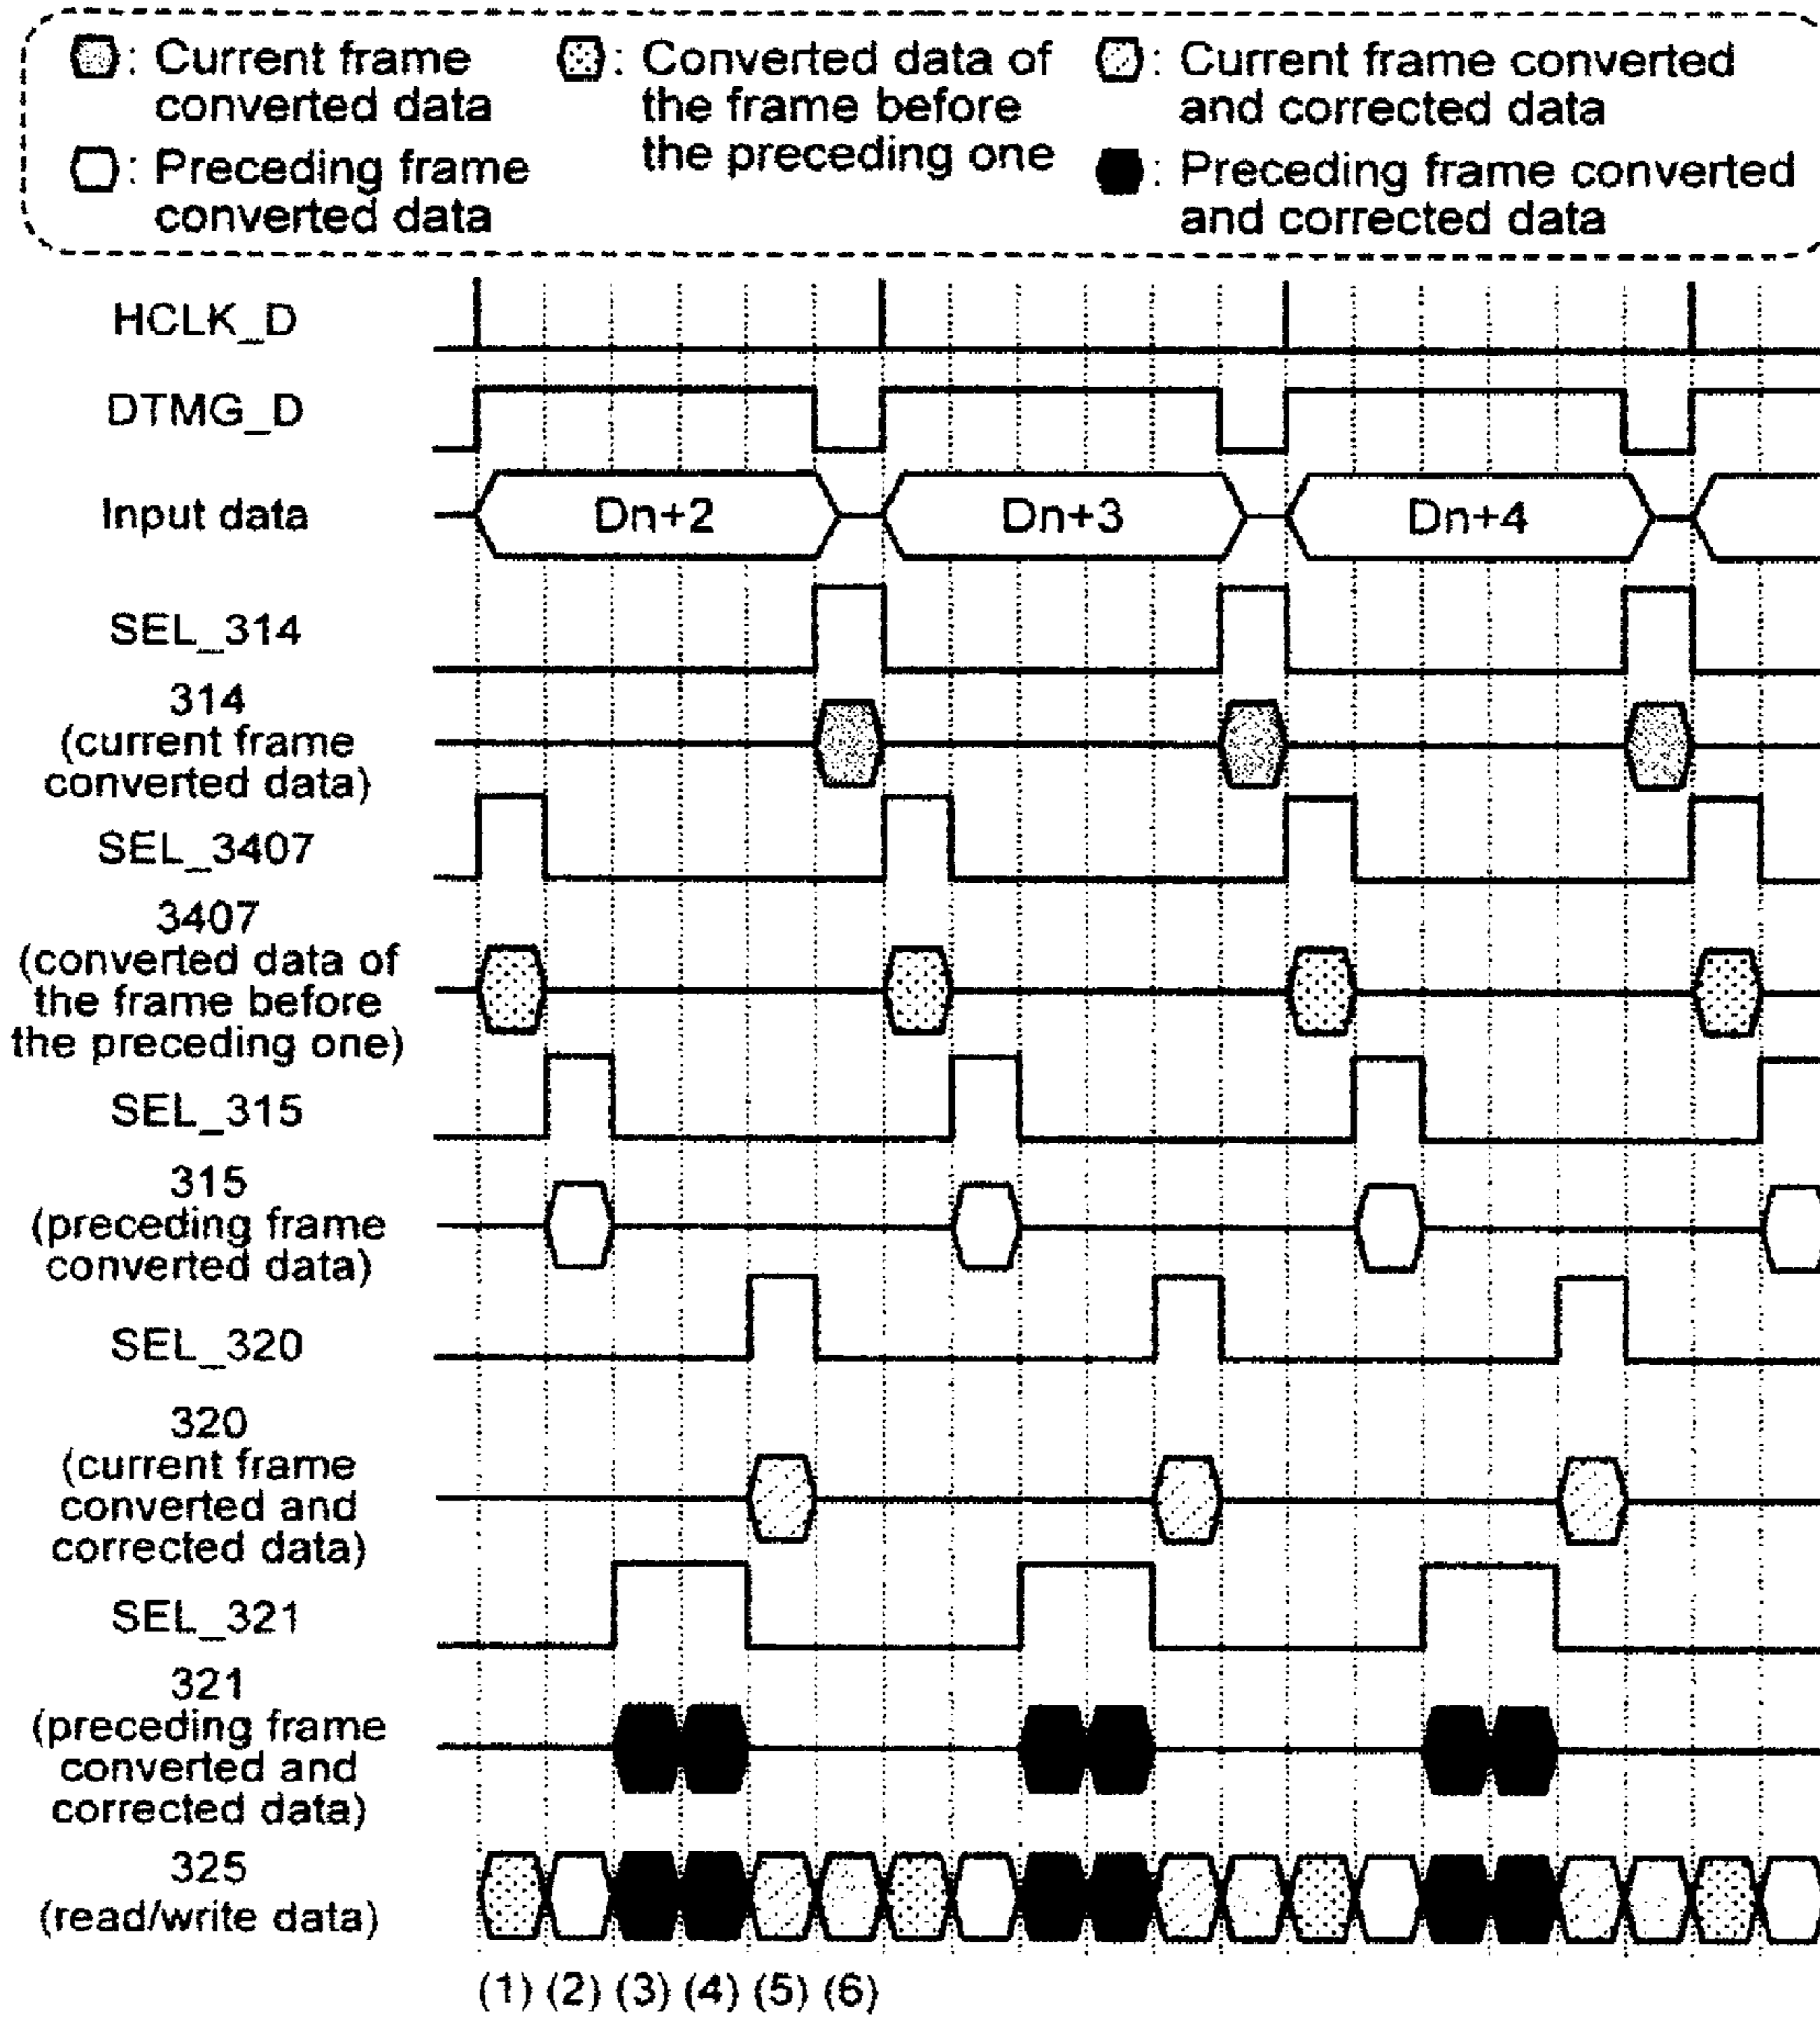 : Current frame
converted data
: Preceding frame
converted data
: Converted data of
the frame before
the preceding one
: Current frame converted
and corrected data
: Preceding frame converted
and corrected data
HCLK_D
DTMG_D
Input data
Dn+2
Dn+3
Dn+4
SEL_314
314
(current frame
converted data)
SEL_3407
3407
(converted data of
the frame before
the preceding one)
SEL_315
315
(preceding frame
converted data)
SEL_320
320
(current frame
converted and
corrected data)
SEL_321
321
(preceding frame
converted and
corrected data)
325
(read/write data)
(1) (2) (3) (4) (5) (6)